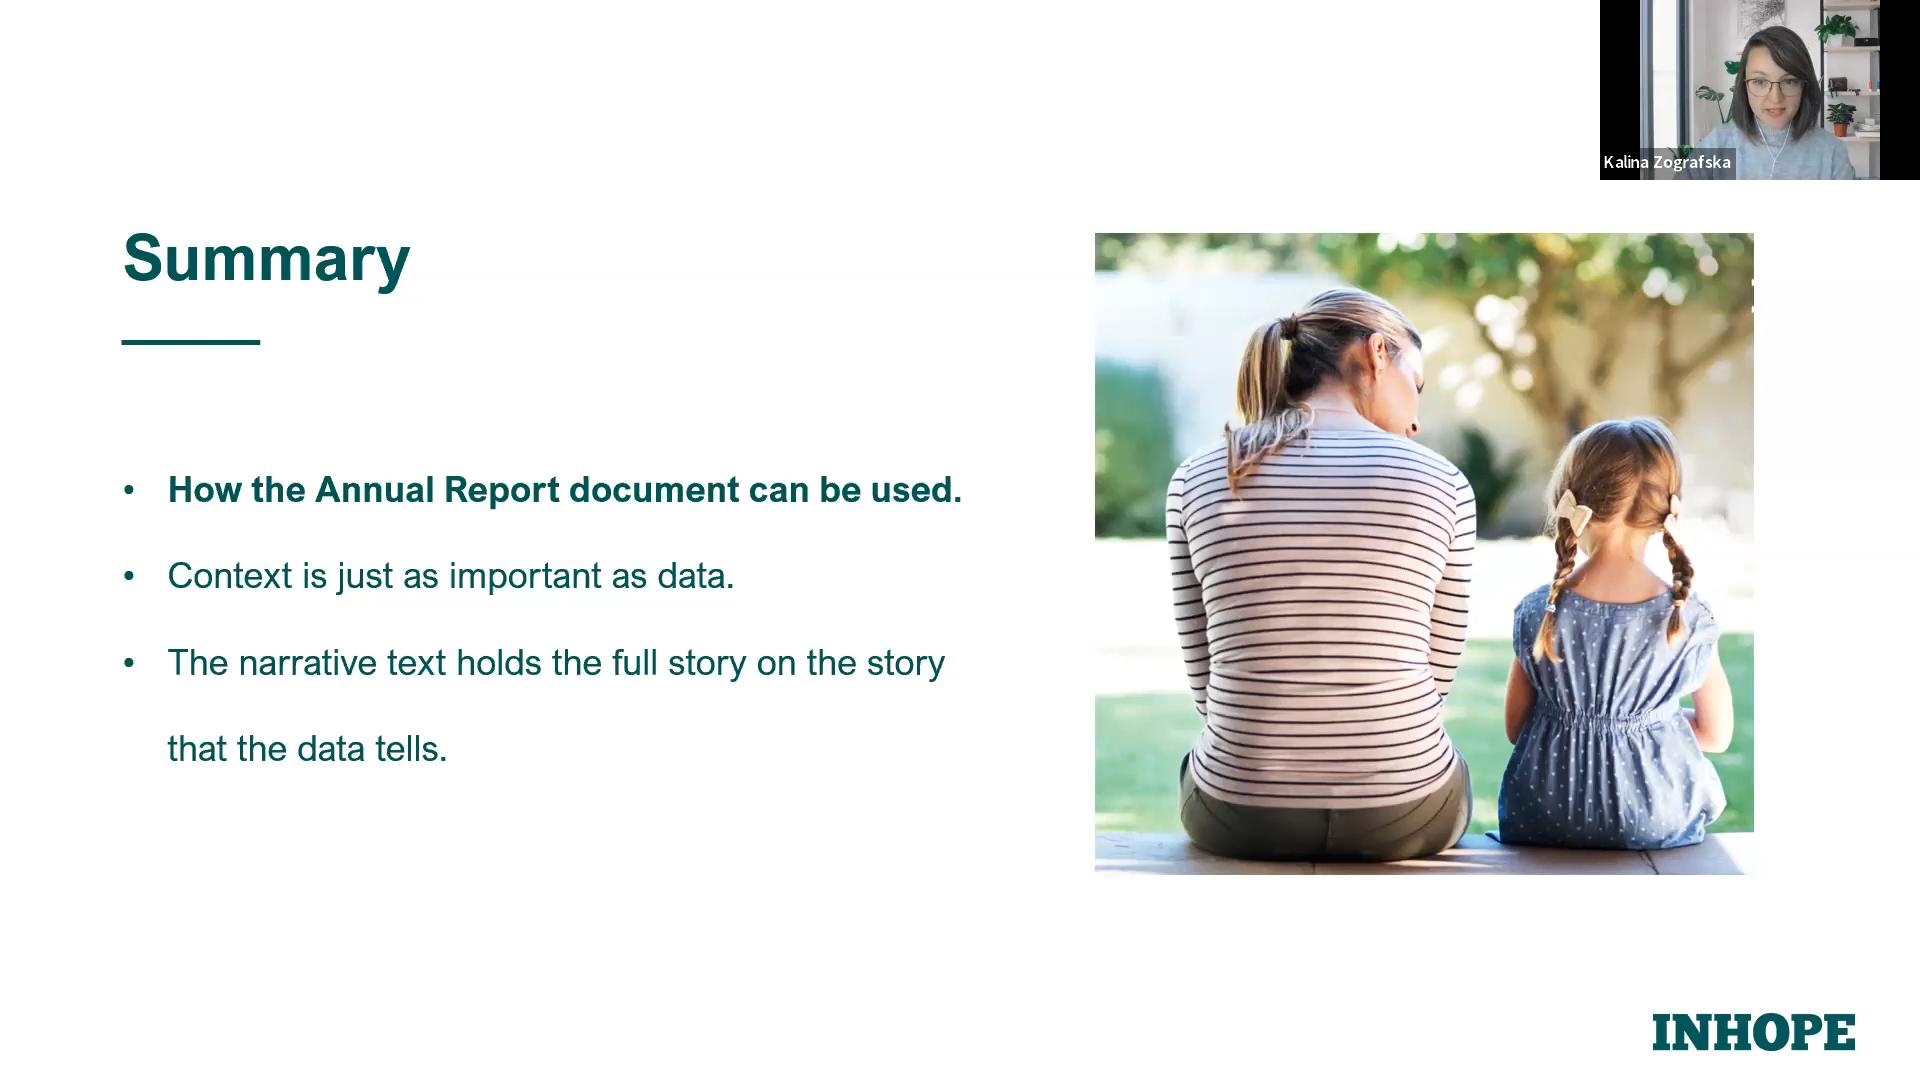 Kalina Zografska
Summary
• How the Annual Report document can be used.
• Context is just as important as data.
• The narrative text holds the full story on the story
that the data tells.
INHOPE